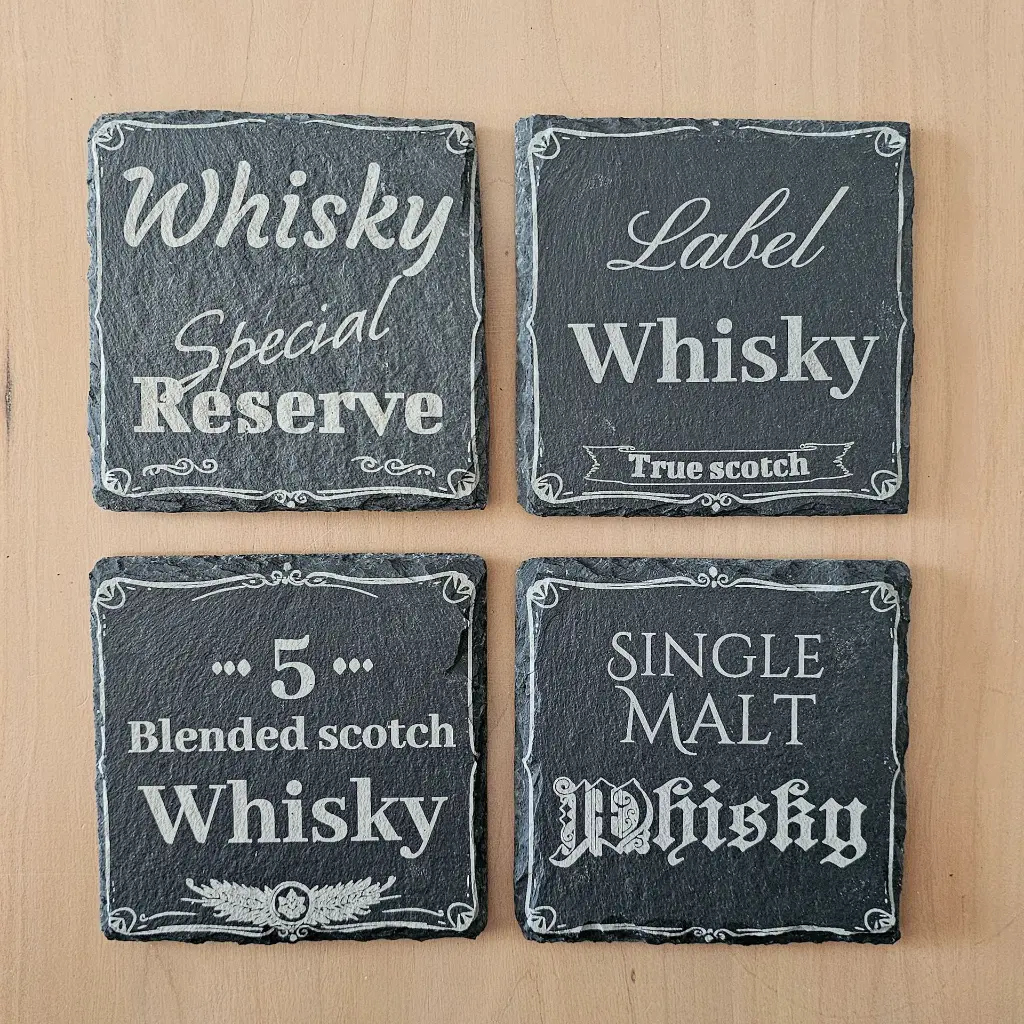 Whisky
Special
Reserve
Label
Whisky
True scotch
5
Blended scotch
Whisky
SINGLE
MALT
Whisky